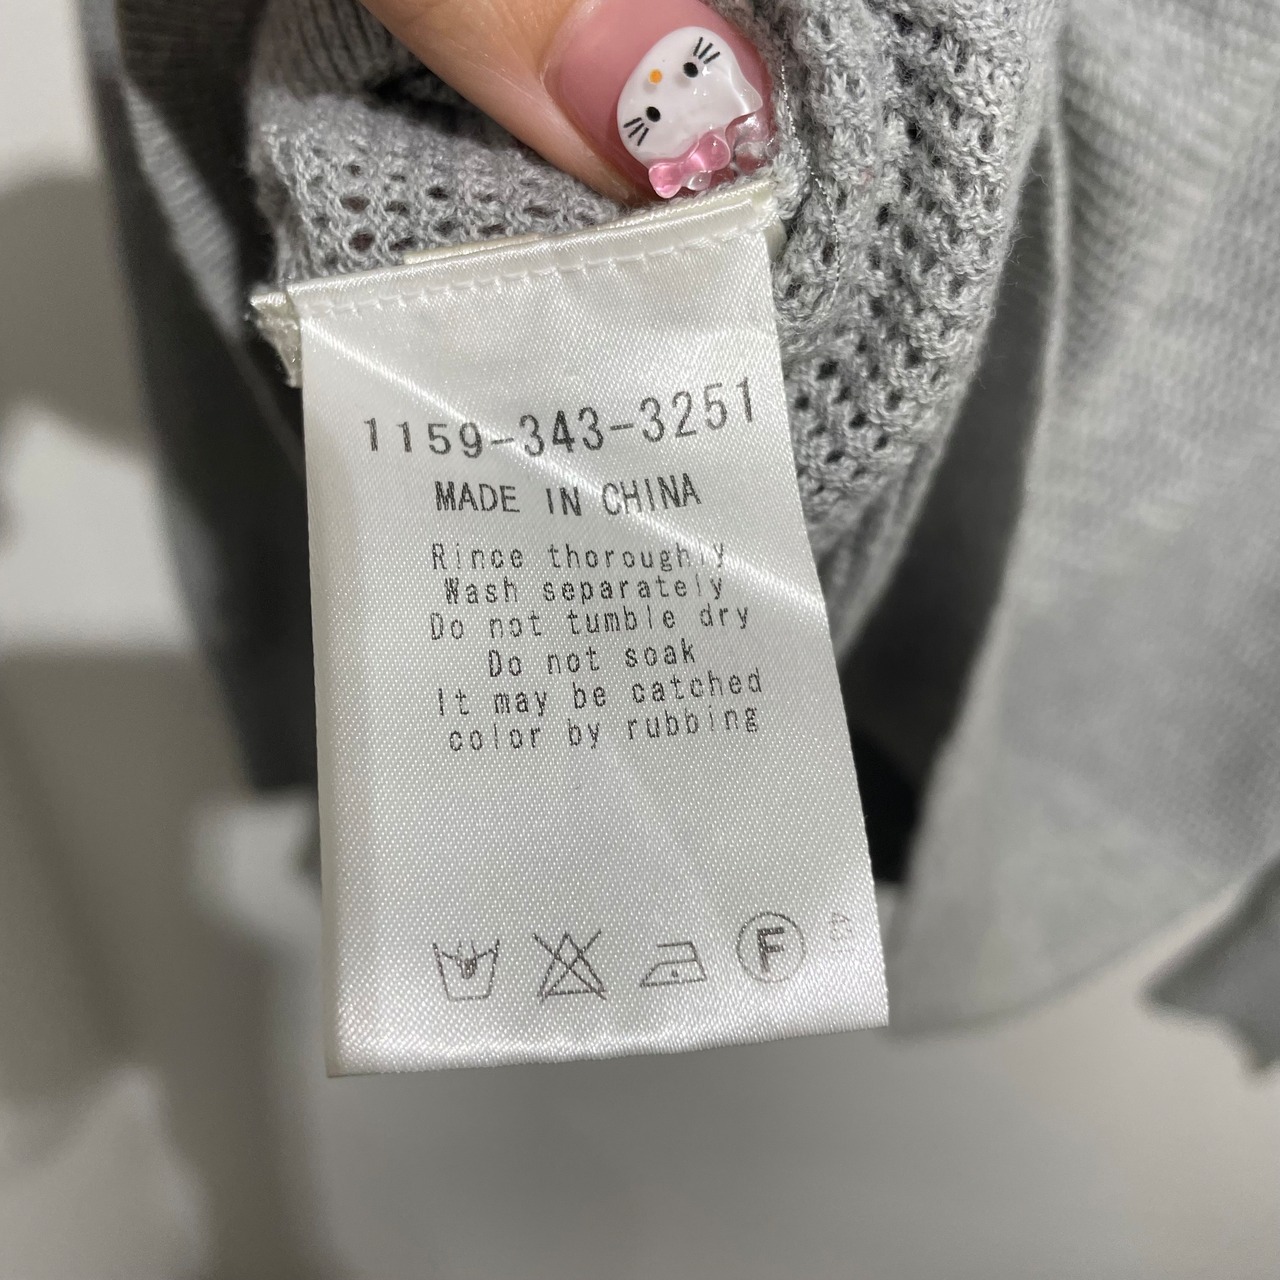 1159-343-3251
MADE IN CHINA
Rince thoroughly
Wash separately
Do not tumble dry
Do not soak
It may be catched
color by rubbing
F